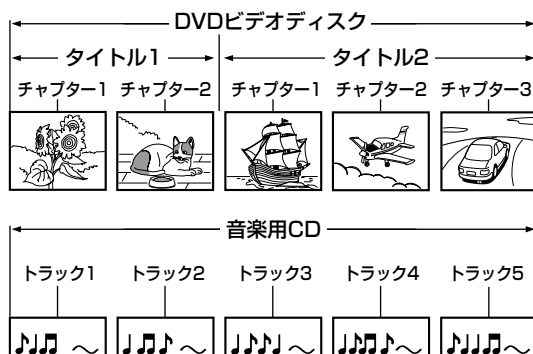 DVDビデオディスク
タイトル1 タイトル2
チャプター1 チャプター2 チャプター1 チャプター2 チャプター3
音楽用CD
トラック1 トラック2 トラック3 トラック4 トラック5